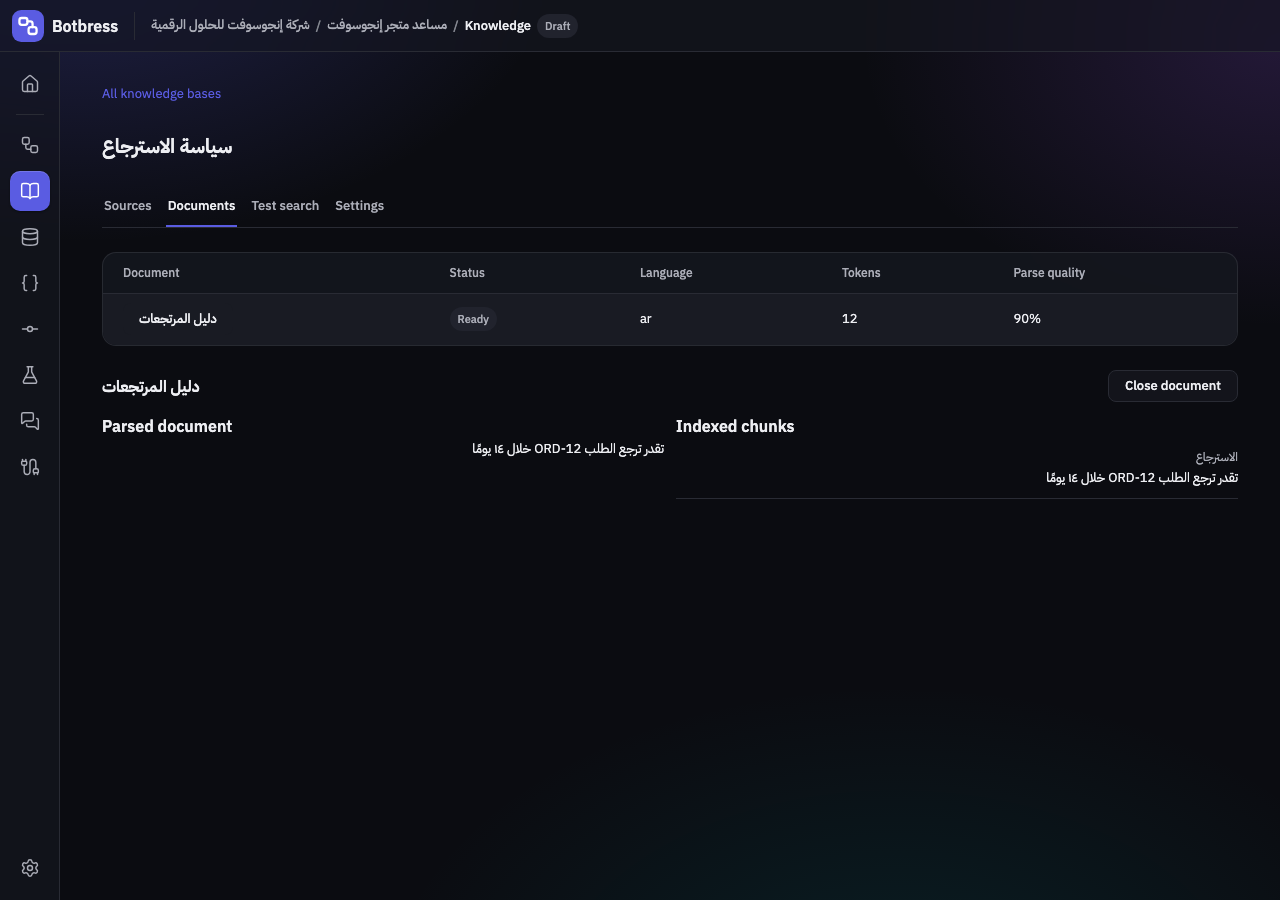 Botbress
شركة إنجوسوفت للحلول الرقمية / مساعد متجر إنجوسوفت / Knowledge Draft
All knowledge bases
سياسة الاسترجاع
Sources Documents Test search Settings
Document Status Language Tokens Parse quality
دليل المرتجعات Ready ar 12 90%
دليل المرتجعات
Close document
Parsed document
تقدر ترجع الطلب ORD-12 خلال ١٤ يومًا
Indexed chunks
الاسترجاع
تقدر ترجع الطلب ORD-12 خلال ١٤ يومًا